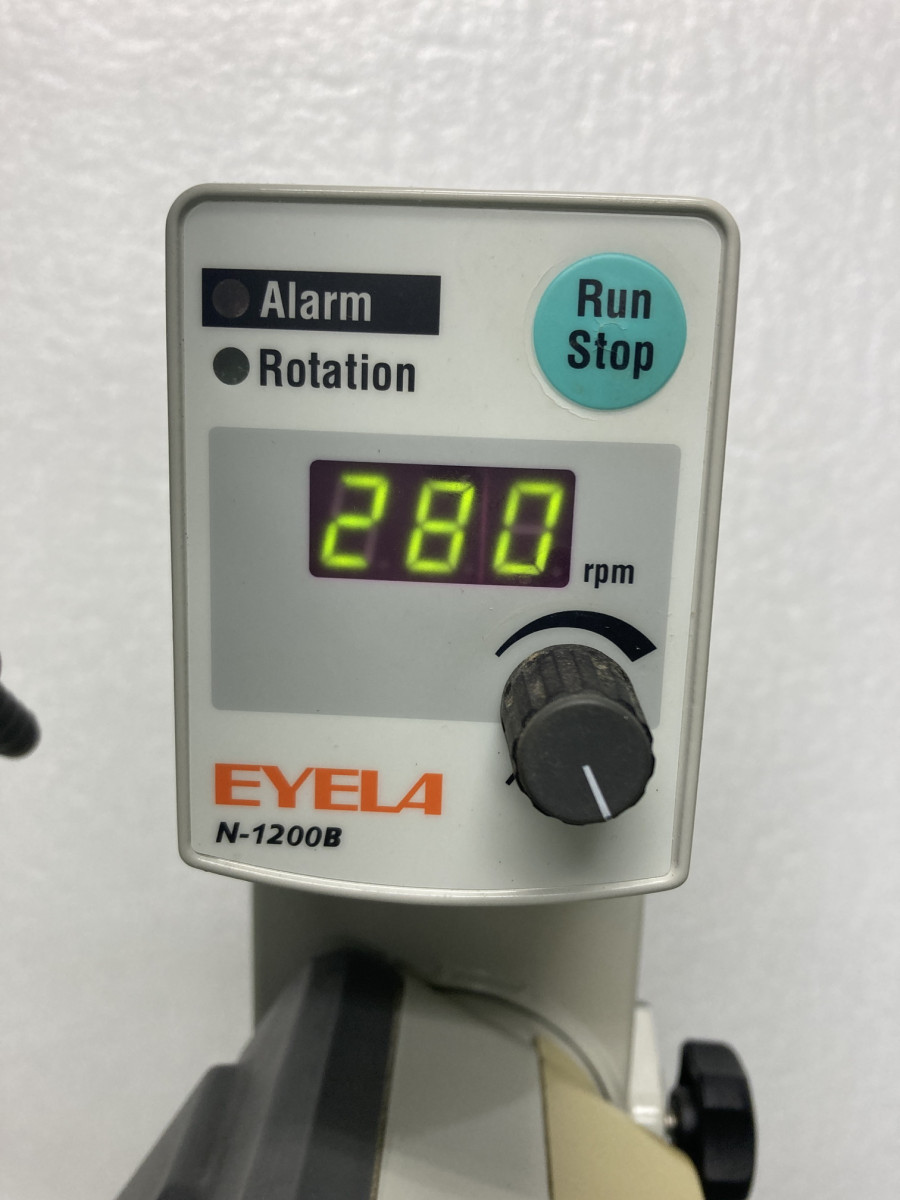 Alarm
Run
Stop
Rotation
280
rpm
EYELA
N-1200B